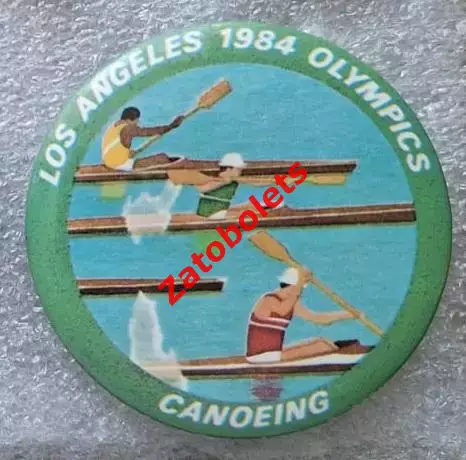 LOS ANGELES 1984 OLYMPICS
Zatobolets
CANOEING